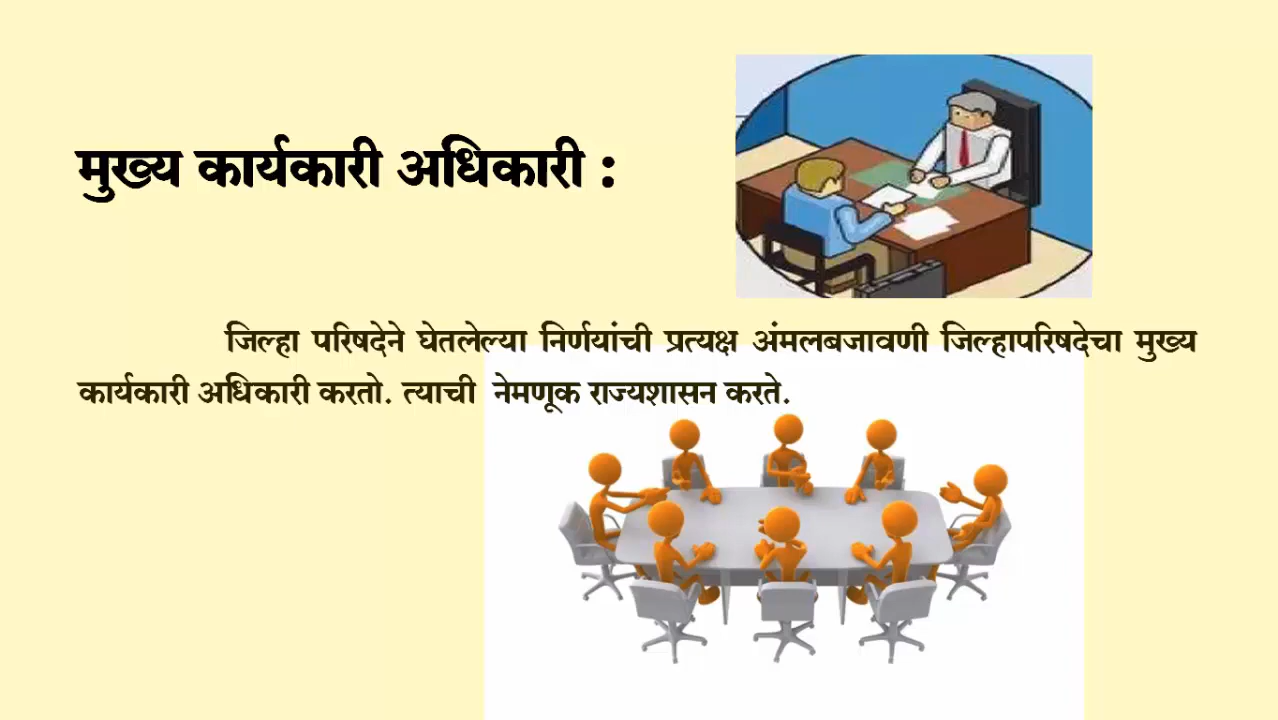 मुख्य कार्यकारी अधिकारी :
जिल्हा परिषदेने घेतलेल्या निर्णयांची प्रत्यक्ष अंमलबजावणी जिल्हापरिषदेचा मुख्य
कार्यकारी अधिकारी करतो. त्याची नेमणूक राज्यशासन करते.